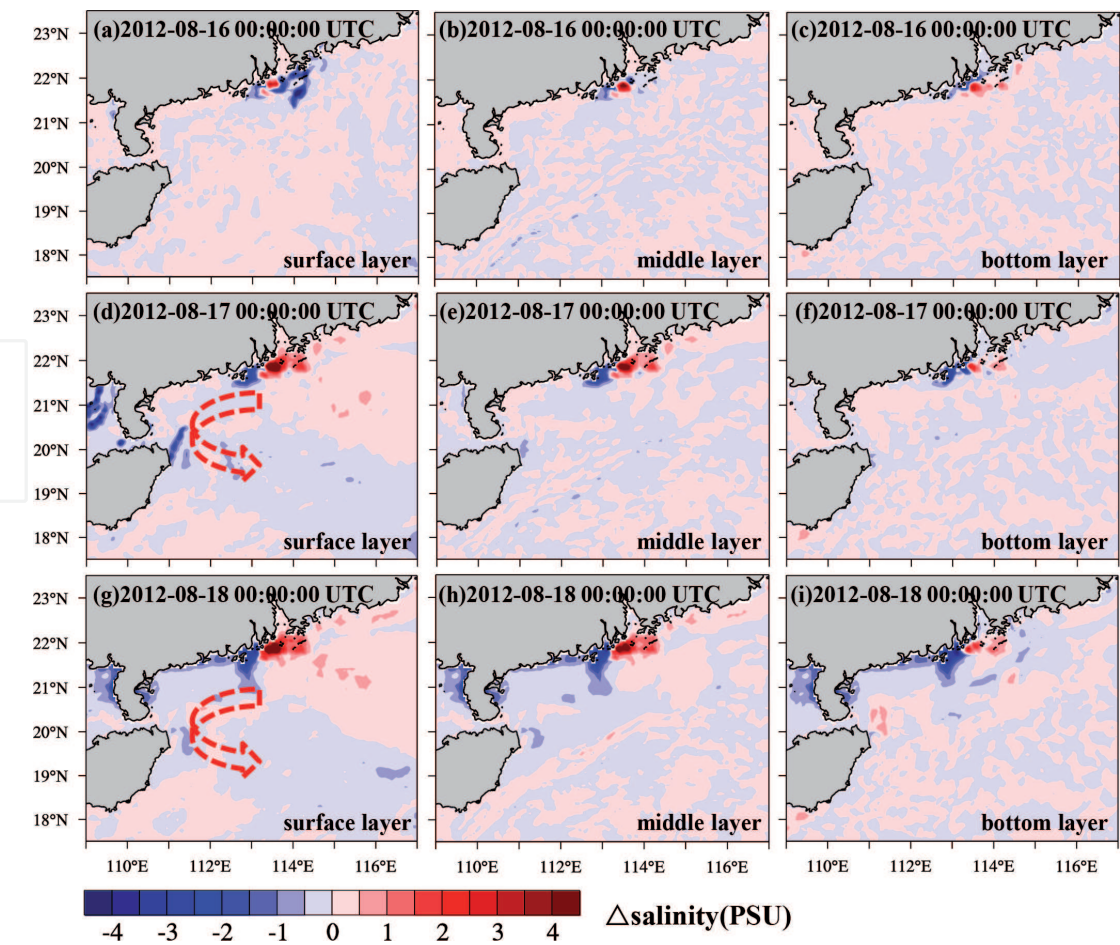 (a)2012-08-16 00:00:00 UTC
(b)2012-08-16 00:00:00 UTC
(c)2012-08-16 00:00:00 UTC
23°N
22°N
21°N
20°N
19°N
18°N
surface layer
middle layer
bottom layer
(d)2012-08-17 00:00:00 UTC
(e)2012-08-17 00:00:00 UTC
(f)2012-08-17 00:00:00 UTC
23°N
22°N
21°N
20°N
19°N
18°N
surface layer
middle layer
bottom layer
(g)2012-08-18 00:00:00 UTC
(h)2012-08-18 00:00:00 UTC
(i)2012-08-18 00:00:00 UTC
23°N
22°N
21°N
20°N
19°N
18°N
surface layer
middle layer
bottom layer
110°E 112°E 114°E 116°E
110°E 112°E 114°E 116°E
110°E 112°E 114°E 116°E
-4 -3 -2 -1 0 1 2 3 4
△salinity(PSU)